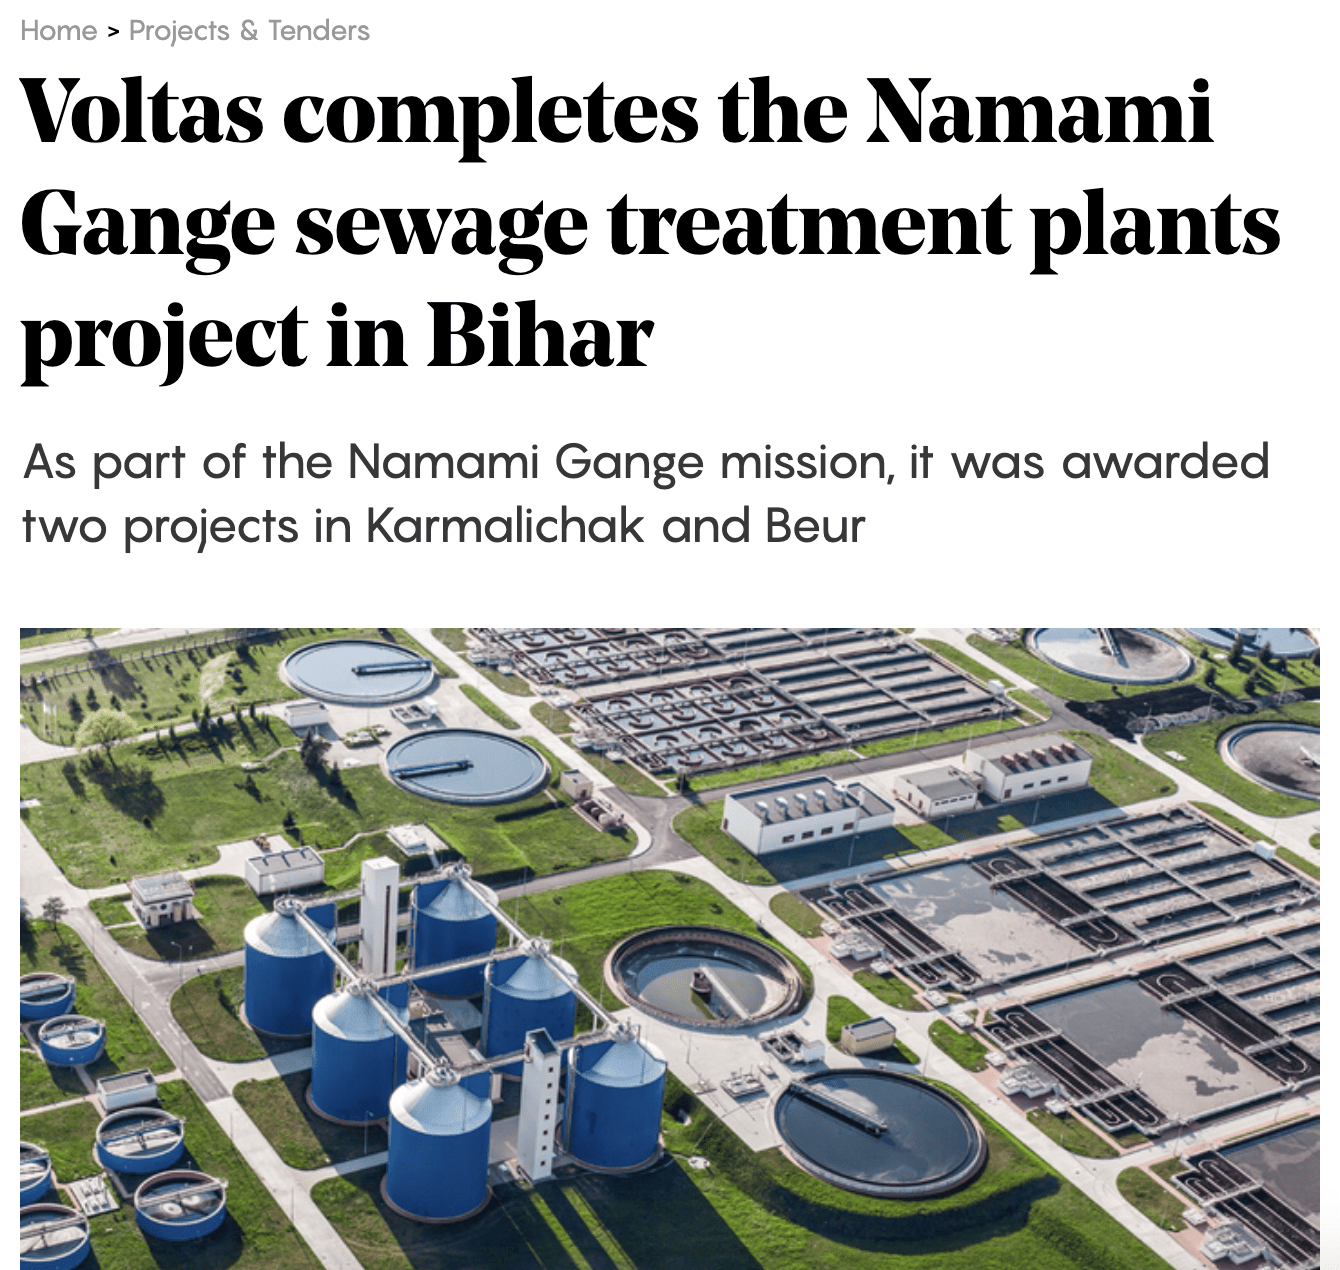 Home > Projects & Tenders
Voltas completes the Namami
Gange sewage treatment plants
project in Bihar
As part of the Namami Gange mission, it was awarded
two projects in Karmalichak and Beur